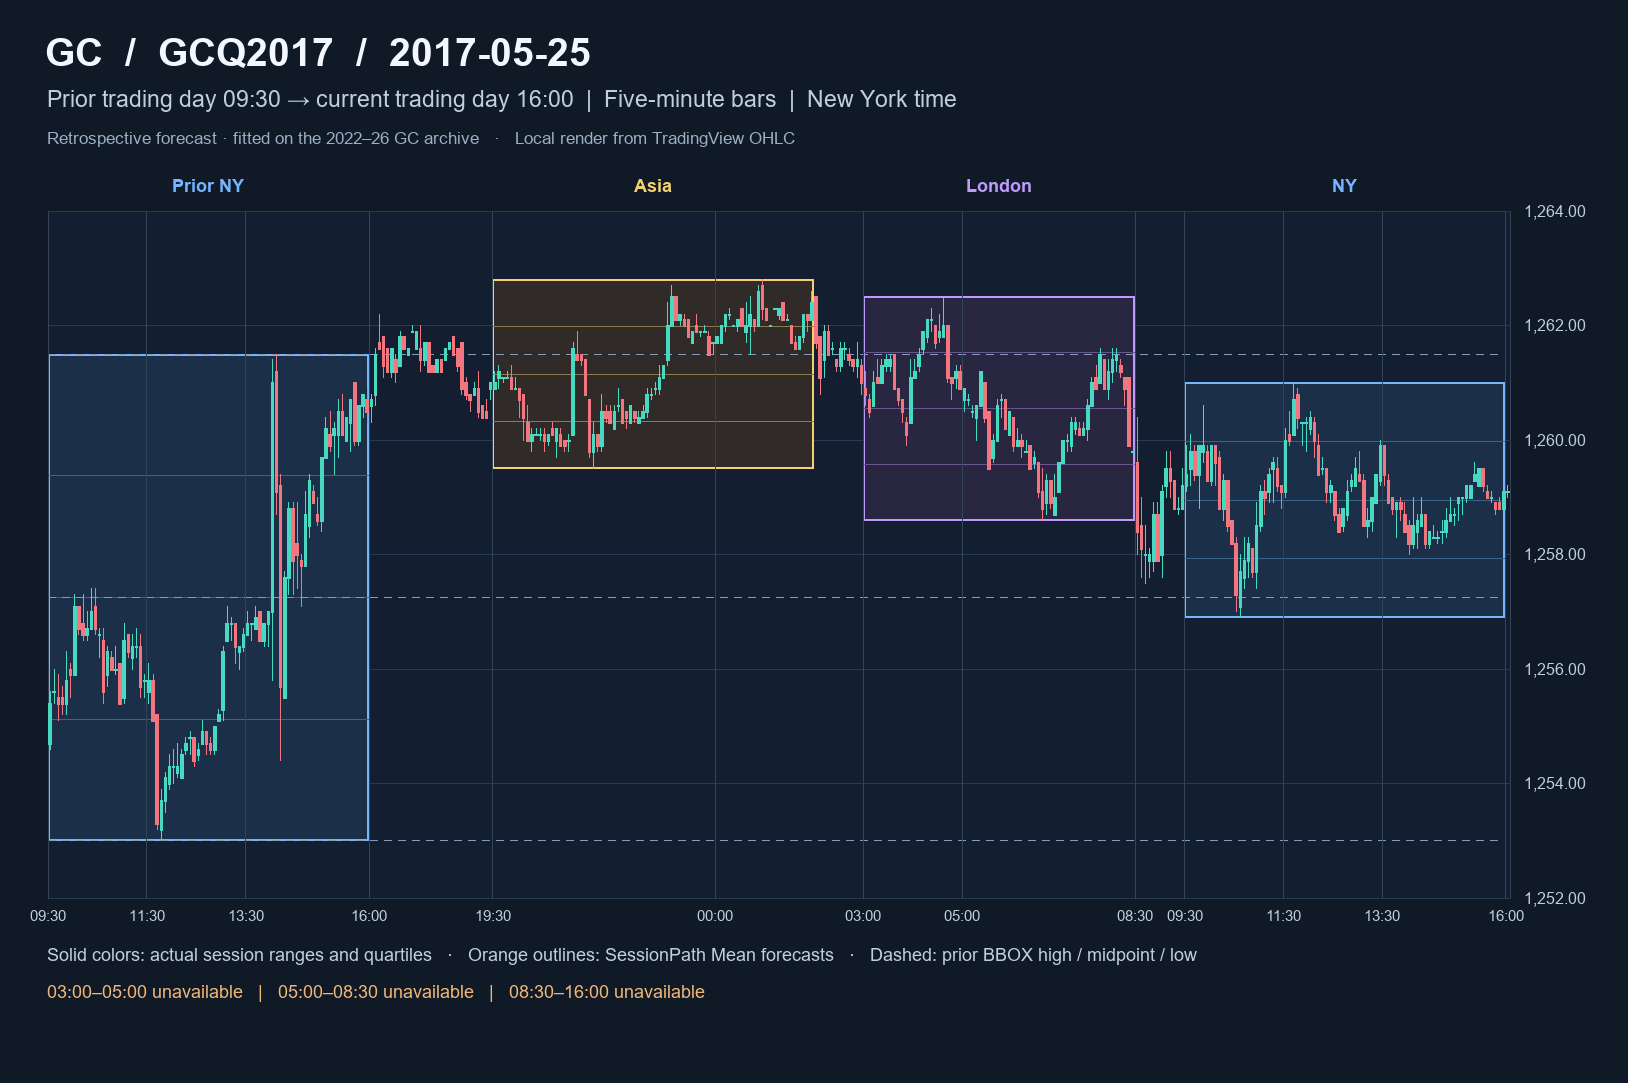 GC / GCQ2017 / 2017-05-25
Prior trading day 09:30 → current trading day 16:00 | Five-minute bars | New York time
Retrospective forecast · fitted on the 2022–26 GC archive · Local render from TradingView OHLC
Prior NY Asia London NY
1,264.00
1,262.00
1,260.00
1,258.00
1,256.00
1,254.00
1,252.00
09:30 11:30 13:30 16:00 19:30 00:00 03:00 05:00 08:30 09:30 11:30 13:30 16:00
Solid colors: actual session ranges and quartiles · Orange outlines: SessionPath Mean forecasts · Dashed: prior BBOX high / midpoint / low
03:00–05:00 unavailable | 05:00–08:30 unavailable | 08:30–16:00 unavailable